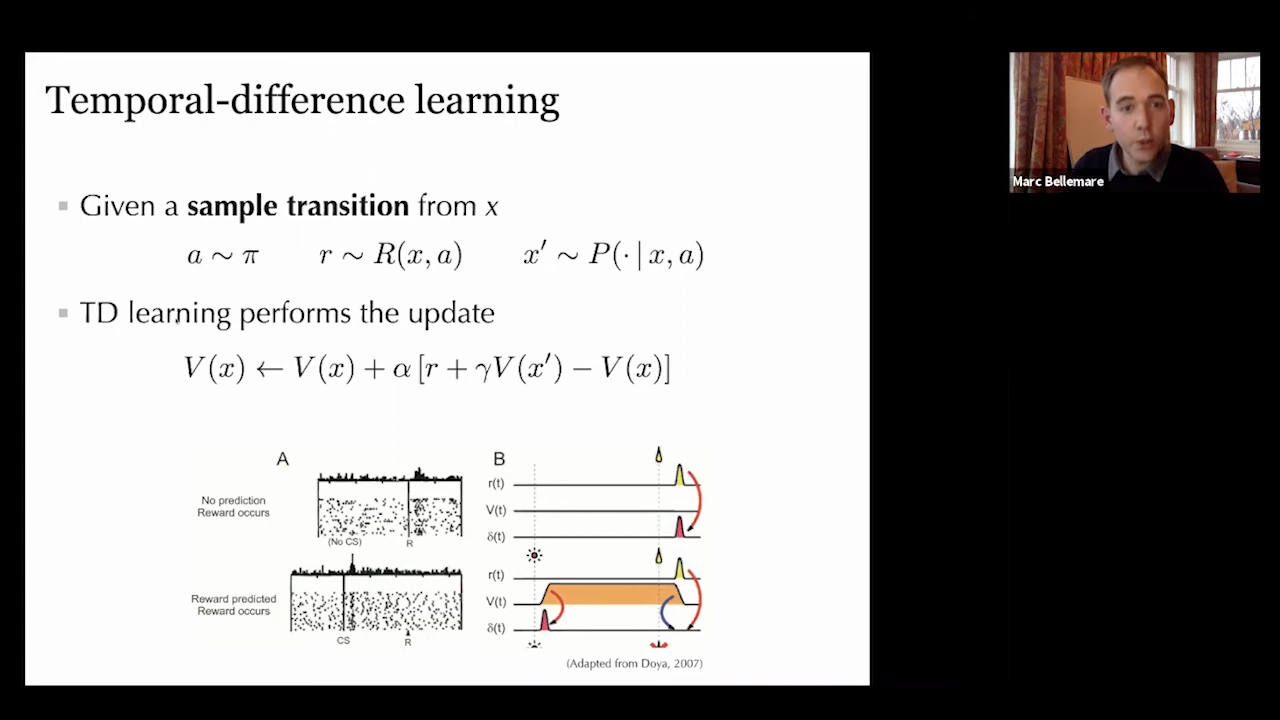 Temporal-difference learning
Given a sample transition from x
a ∼ π r ∼ R(x, a) x′ ∼ P(· | x, a)
TD learning performs the update
V(x) ← V(x) + α [r + γV(x′) − V(x)]
A
No prediction
Reward occurs
(No CS) R
Reward predicted
Reward occurs
CS R
B
r(t)
V(t)
δ(t)
r(t)
V(t)
δ(t)
(Adapted from Doya, 2007)
Marc Bellemare